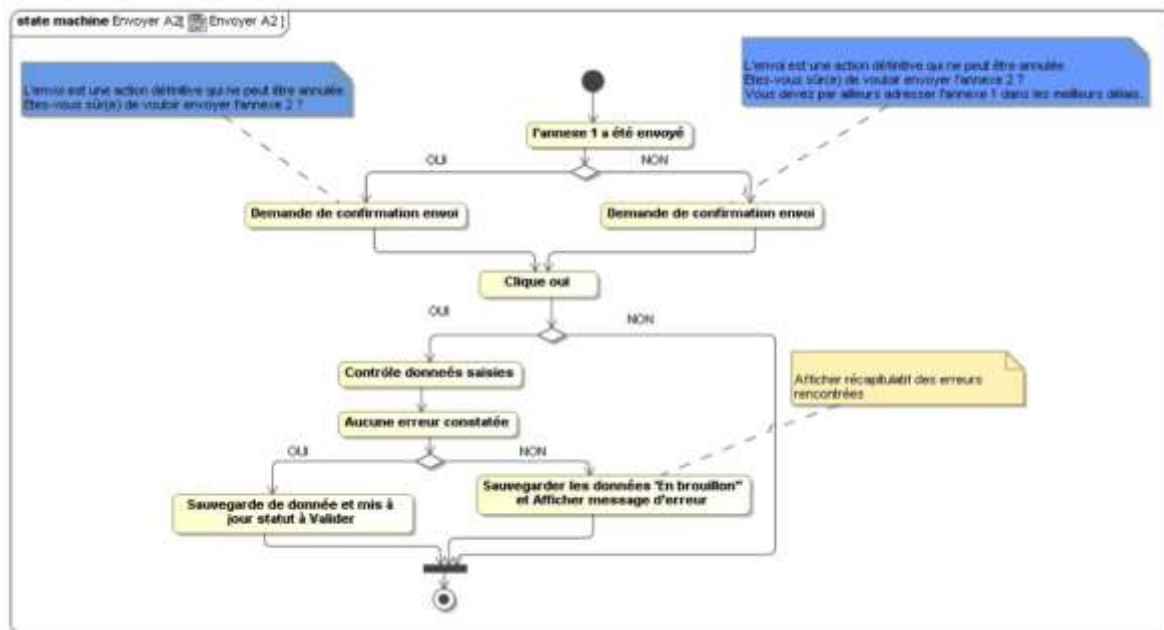 state machine Envoyer A2[ Envoyer A2 ]
L'envoi est une action définitive qui ne peut être annulée.
Etes-vous sûr(e) de vouloir envoyer l'annexe 2 ?
L'envoi est une action définitive qui ne peut être annulée.
Etes-vous sûr(e) de vouloir envoyer l'annexe 2 ?
Vous devez par ailleurs adresser l'annexe 1 dans les meilleurs délais.
l'annexe 1 a été envoyé
OUI
NON
Demande de confirmation envoi
Demande de confirmation envoi
Clique oui
OUI
NON
Contrôle donneés saisies
Afficher récapitulatif des erreurs
rencontrées
Aucune erreur constatée
OUI
NON
Sauvegarde de donnée et mis à
jour statut à Valider
Sauvegarder les données "En brouillon"
et Afficher message d'erreur